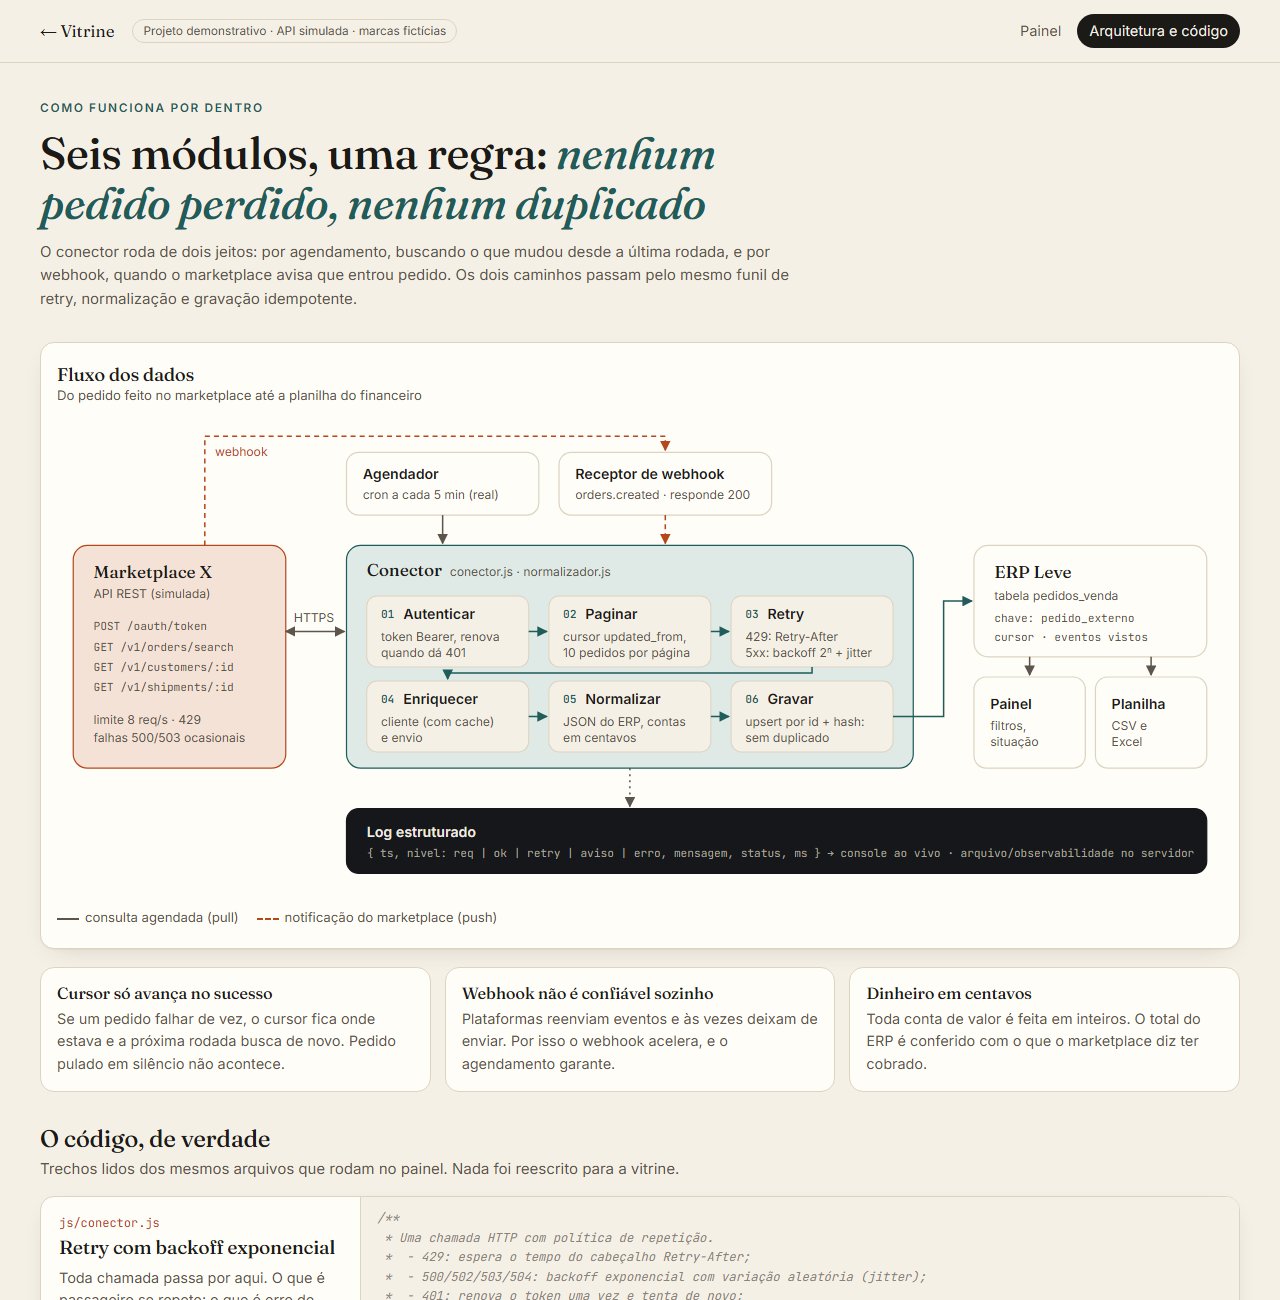 ← Vitrine
Projeto demonstrativo · API simulada · marcas fictícias
Painel
Arquitetura e código
COMO FUNCIONA POR DENTRO
Seis módulos, uma regra: nenhum
pedido perdido, nenhum duplicado
O conector roda de dois jeitos: por agendamento, buscando o que mudou desde a última rodada, e por
webhook, quando o marketplace avisa que entrou pedido. Os dois caminhos passam pelo mesmo funil de
retry, normalização e gravação idempotente.
Fluxo dos dados
Do pedido feito no marketplace até a planilha do financeiro
webhook
Agendador
cron a cada 5 min (real)
Receptor de webhook
orders.created · responde 200
Marketplace X
API REST (simulada)
POST /oauth/token
GET /v1/orders/search
GET /v1/customers/:id
GET /v1/shipments/:id
limite 8 req/s · 429
falhas 500/503 ocasionais
HTTPS
Conector conector.js · normalizador.js
01 Autenticar
token Bearer, renova
quando dá 401
02 Paginar
cursor updated_from,
10 pedidos por página
03 Retry
429: Retry-After
5xx: backoff 2ⁿ + jitter
04 Enriquecer
cliente (com cache)
e envio
05 Normalizar
JSON do ERP, contas
em centavos
06 Gravar
upsert por id + hash:
sem duplicado
ERP Leve
tabela pedidos_venda
chave: pedido_externo
cursor · eventos vistos
Painel
filtros,
situação
Planilha
CSV e
Excel
Log estruturado
{ ts, nivel: req | ok | retry | aviso | erro, mensagem, status, ms } → console ao vivo · arquivo/observabilidade no servidor
consulta agendada (pull)
notificação do marketplace (push)
Cursor só avança no sucesso
Se um pedido falhar de vez, o cursor fica onde
estava e a próxima rodada busca de novo. Pedido
pulado em silêncio não acontece.
Webhook não é confiável sozinho
Plataformas reenviam eventos e às vezes deixam de
enviar. Por isso o webhook acelera, e o
agendamento garante.
Dinheiro em centavos
Toda conta de valor é feita em inteiros. O total do
ERP é conferido com o que o marketplace diz ter
cobrado.
O código, de verdade
Trechos lidos dos mesmos arquivos que rodam no painel. Nada foi reescrito para a vitrine.
js/conector.js
Retry com backoff exponencial
Toda chamada passa por aqui. O que é
passageiro se repete; o que é erro de
/**
* Uma chamada HTTP com política de repetição.
* - 429: espera o tempo do cabeçalho Retry-After;
* - 500/502/503/504: backoff exponencial com variação aleatória (jitter);
* - 401: renova o token uma vez e tenta de novo;